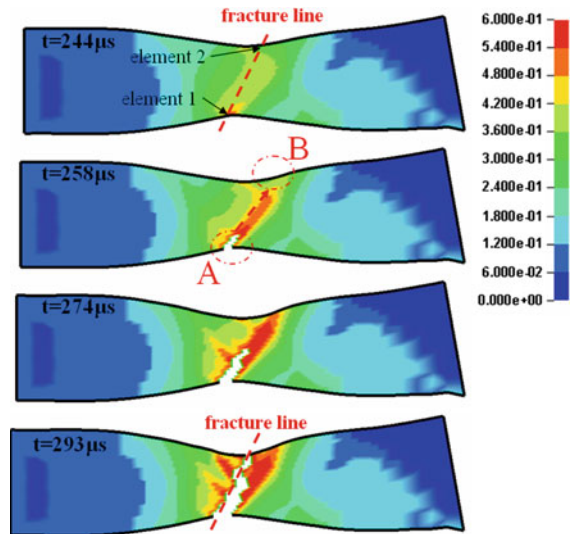 fracture line
t=244μs
element 2
element 1
B
t=258μs
A
t=274μs
fracture line
t=293μs
6.000e-01
5.400e-01
4.800e-01
4.200e-01
3.600e-01
3.000e-01
2.400e-01
1.800e-01
1.200e-01
6.000e-02
0.000e+00